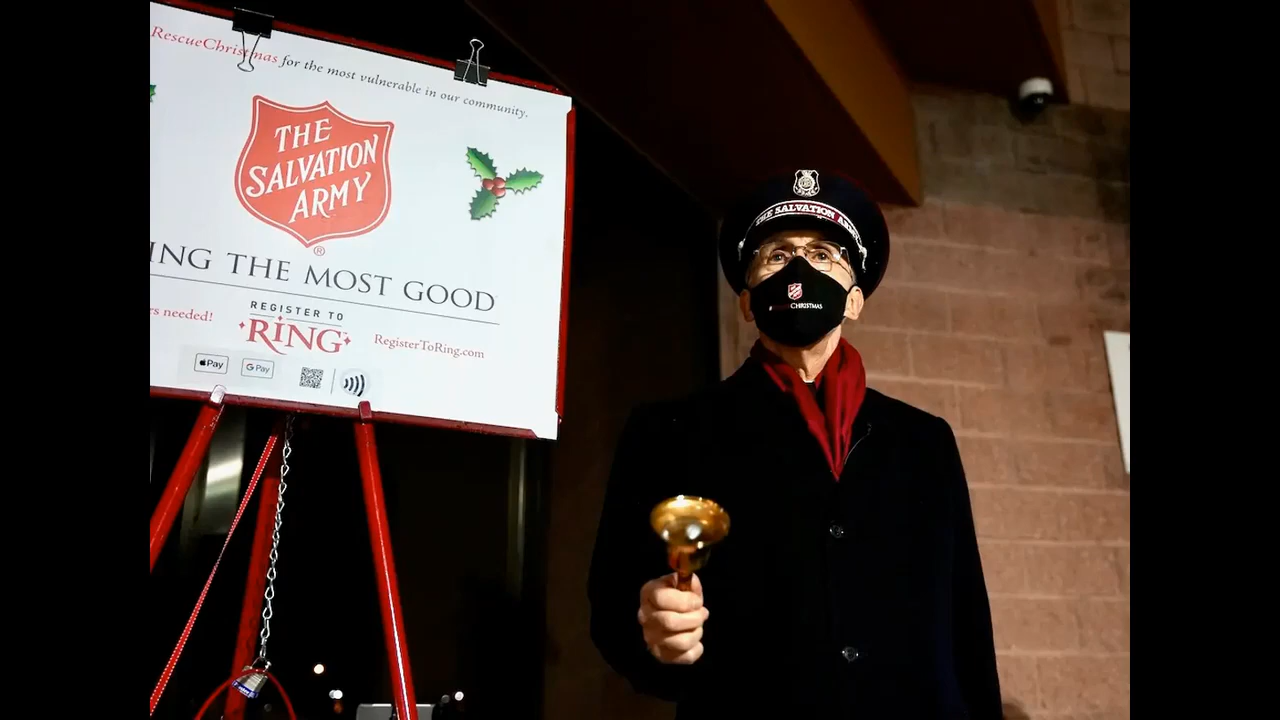 RescueChristmas for the most vulnerable in our community.
THE
SALVATION
ARMY
®
ING THE MOST GOOD
REGISTER TO
RING
rs needed!
RegisterToRing.com
Pay
G Pay
THE SALVATION ARMY
CHRISTMAS